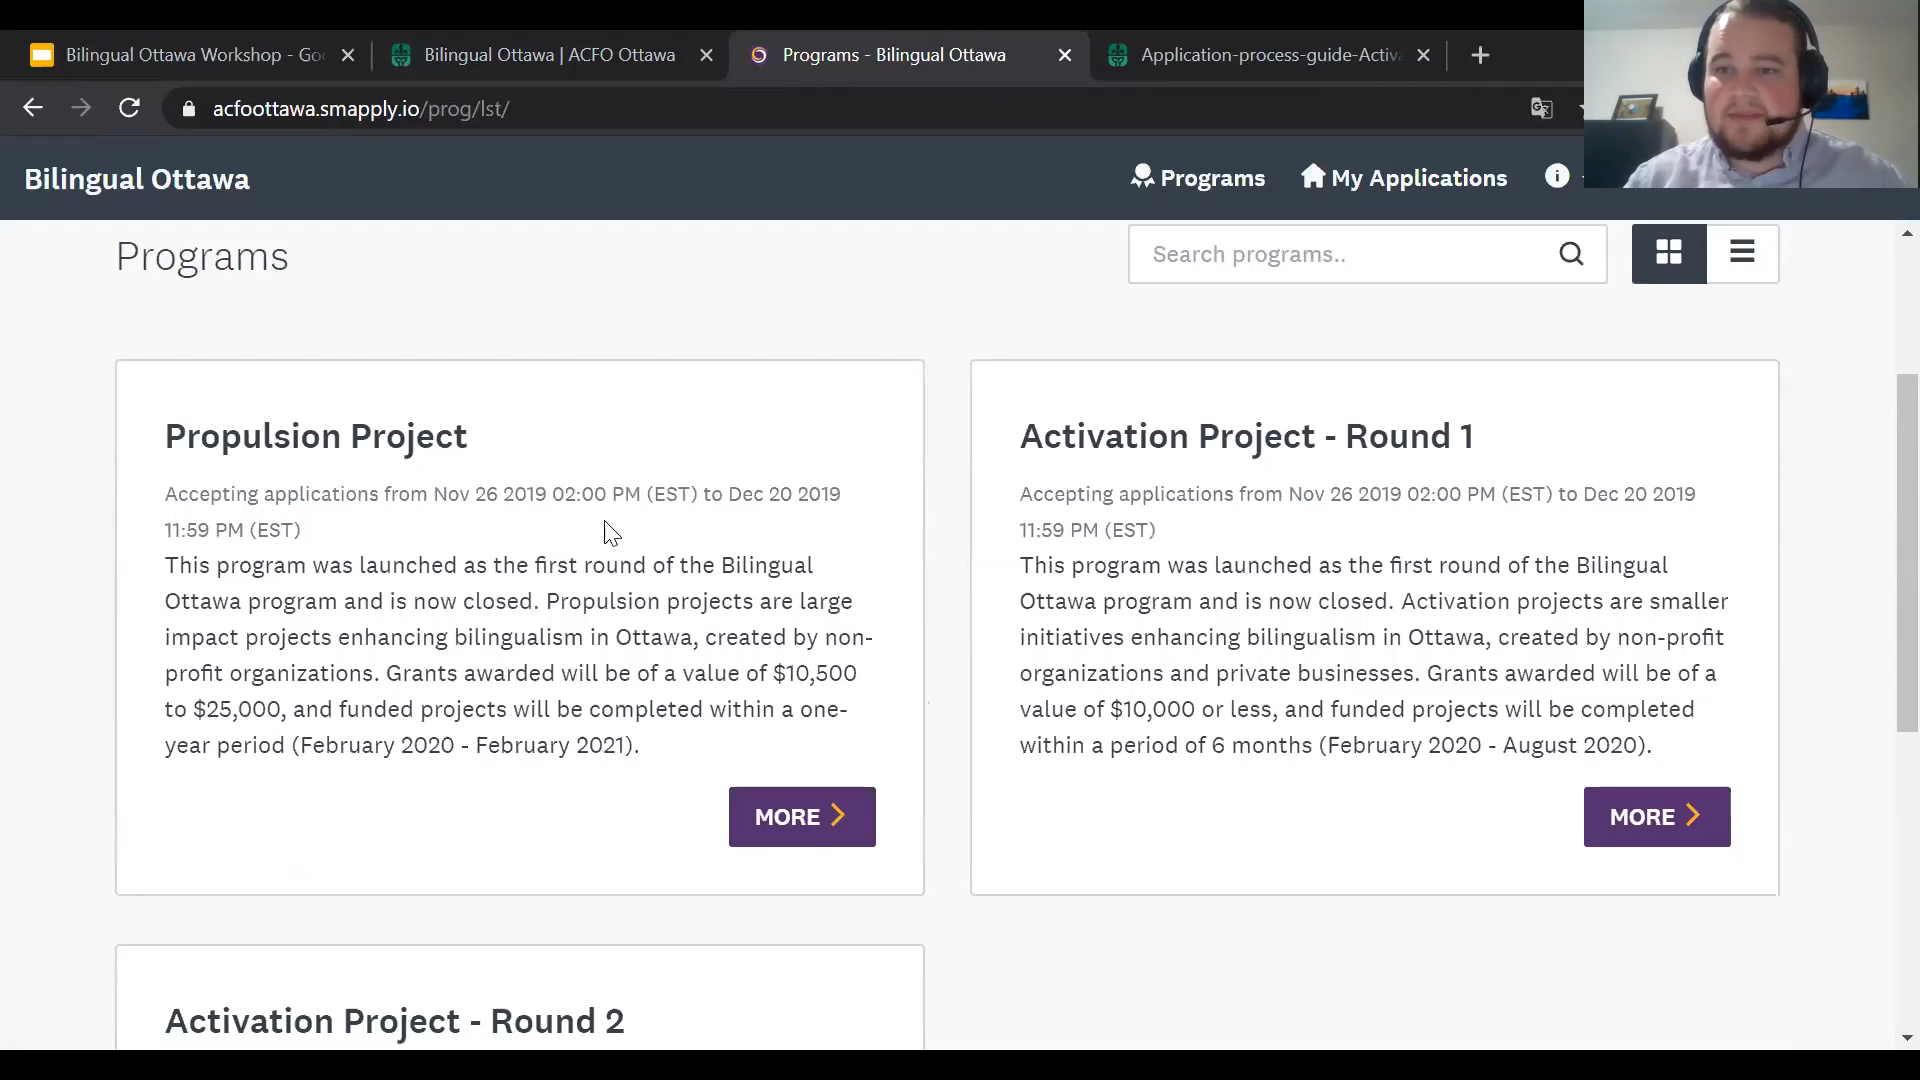 Bilingual Ottawa Workshop - Goo
Bilingual Ottawa | ACFO Ottawa
Programs - Bilingual Ottawa
Application-process-guide-Activa
acfoottawa.smapply.io/prog/lst/
Bilingual Ottawa
Programs
My Applications
Programs
Search programs..
Propulsion Project
Accepting applications from Nov 26 2019 02:00 PM (EST) to Dec 20 2019
11:59 PM (EST)
This program was launched as the first round of the Bilingual
Ottawa program and is now closed. Propulsion projects are large
impact projects enhancing bilingualism in Ottawa, created by non-
profit organizations. Grants awarded will be of a value of $10,500
to $25,000, and funded projects will be completed within a one-
year period (February 2020 - February 2021).
MORE
Activation Project - Round 1
Accepting applications from Nov 26 2019 02:00 PM (EST) to Dec 20 2019
11:59 PM (EST)
This program was launched as the first round of the Bilingual
Ottawa program and is now closed. Activation projects are smaller
initiatives enhancing bilingualism in Ottawa, created by non-profit
organizations and private businesses. Grants awarded will be of a
value of $10,000 or less, and funded projects will be completed
within a period of 6 months (February 2020 - August 2020).
MORE
Activation Project - Round 2